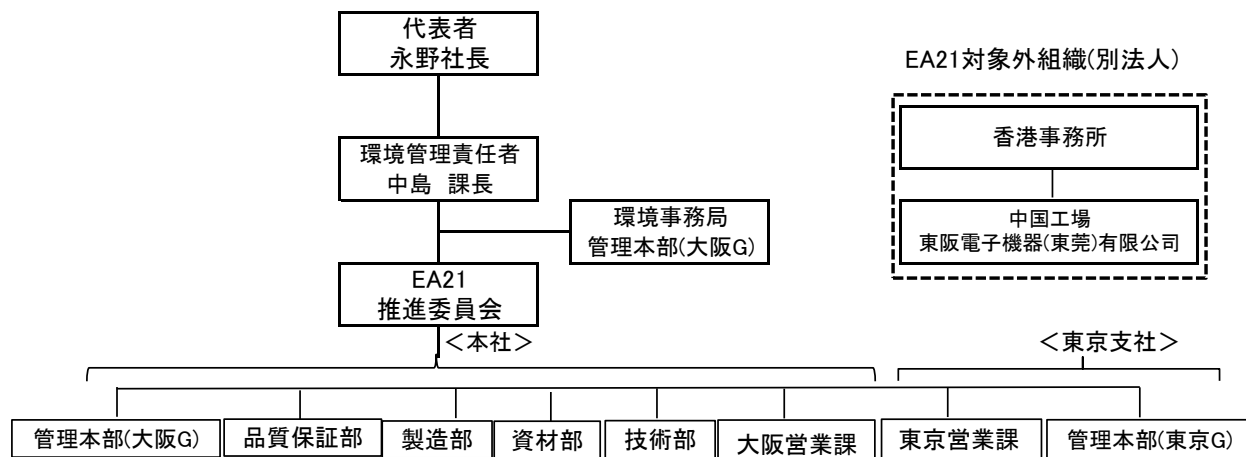 代表者
永野社長
EA21対象外組織(別法人)
香港事務所
環境管理責任者
中島　課長
環境事務局
管理本部(大阪G)
中国工場
東阪電子機器(東莞)有限公司
EA21
推進委員会
＜本社＞
＜東京支社＞
管理本部(大阪G)
品質保証部
製造部
資材部
技術部
大阪営業課
東京営業課
管理本部(東京G)